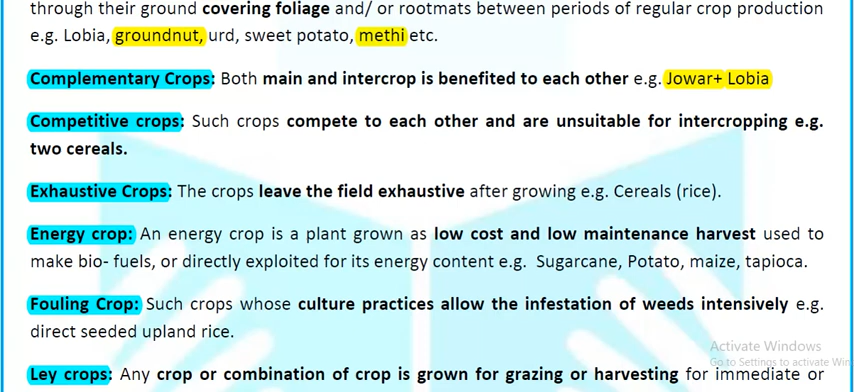 through their ground covering foliage and/ or rootmats between periods of regular crop production
e.g. Lobia, groundnut, urd, sweet potato, methi etc.
Complementary Crops: Both main and intercrop is benefited to each other e.g. Jowar+ Lobia
Competitive crops: Such crops compete to each other and are unsuitable for intercropping e.g.
two cereals.
Exhaustive Crops: The crops leave the field exhaustive after growing e.g. Cereals (rice).
Energy crop: An energy crop is a plant grown as low cost and low maintenance harvest used to
make bio- fuels, or directly exploited for its energy content e.g. Sugarcane, Potato, maize, tapioca.
Fouling Crop: Such crops whose culture practices allow the infestation of weeds intensively e.g.
direct seeded upland rice.
Activate Windows
Go to Settings to activate Win
Ley crops: Any crop or combination of crop is grown for grazing or harvesting for immediate or